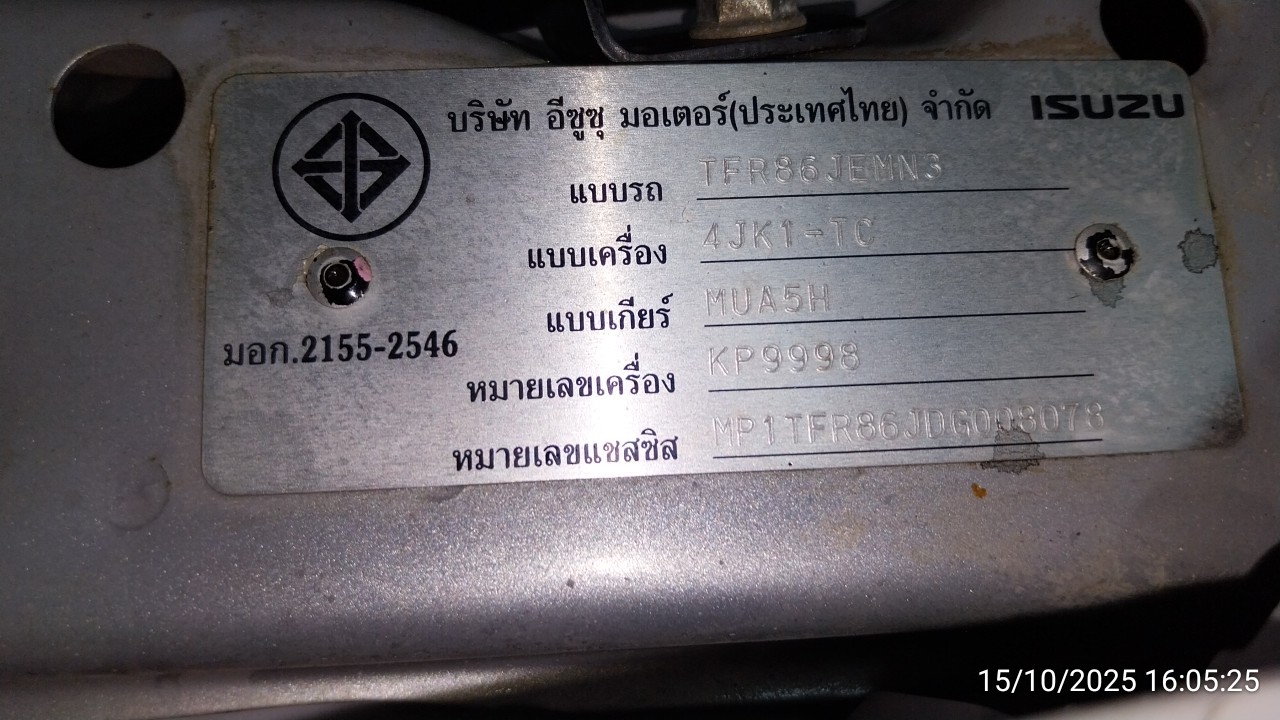 บริษัท อีซูซุ มอเตอร์(ประเทศไทย) จำกัด ISUZU
แบบรถ TFR86JEMN3
แบบเครื่อง 4JK1-TC
แบบเกียร์ MUA5H
มอก.2155-2546
หมายเลขเครื่อง KP9998
หมายเลขแชสซิส MP1TFR86JDG008078
15/10/2025 16:05:25